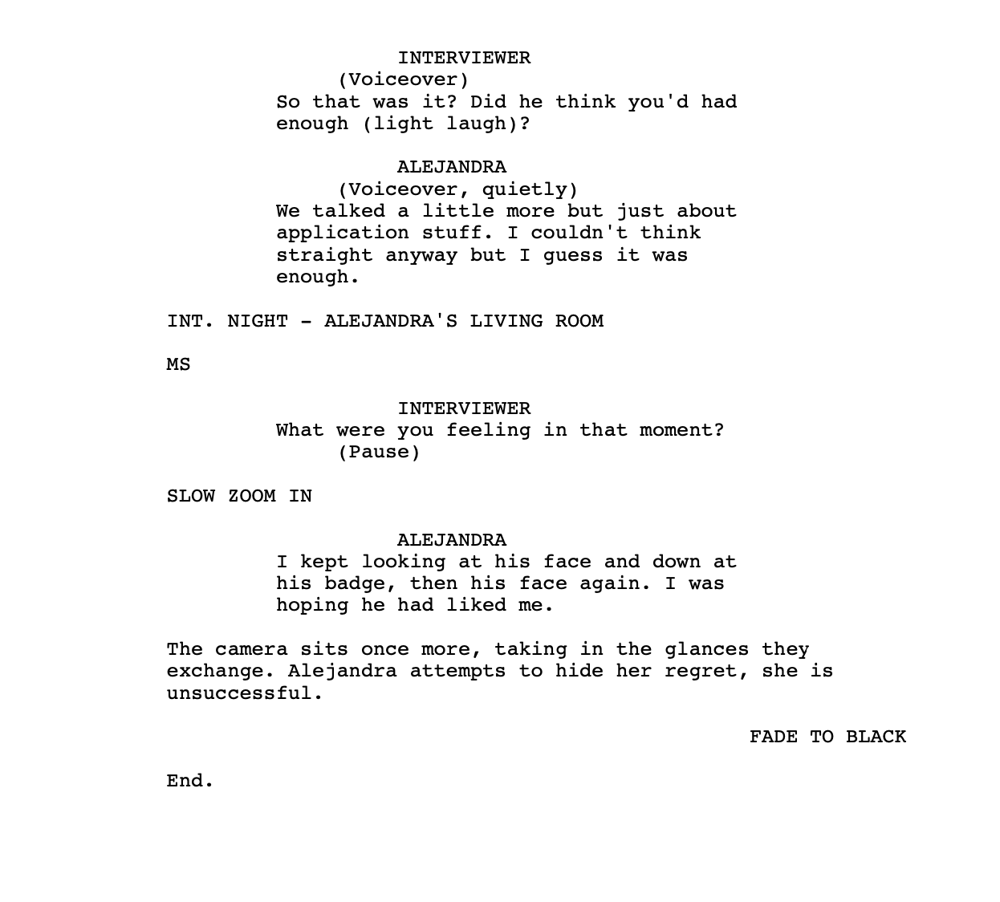 INTERVIEWER
(Voiceover)
So that was it? Did he think you'd had
enough (light laugh)?
ALEJANDRA
(Voiceover, quietly)
We talked a little more but just about
application stuff. I couldn't think
straight anyway but I guess it was
enough.
INT. NIGHT – ALEJANDRA'S LIVING ROOM
MS
INTERVIEWER
What were you feeling in that moment?
(Pause)
SLOW ZOOM IN
ALEJANDRA
I kept looking at his face and down at
his badge, then his face again. I was
hoping he had liked me.
The camera sits once more, taking in the glances they
exchange. Alejandra attempts to hide her regret, she is
unsuccessful.
FADE TO BLACK
End.